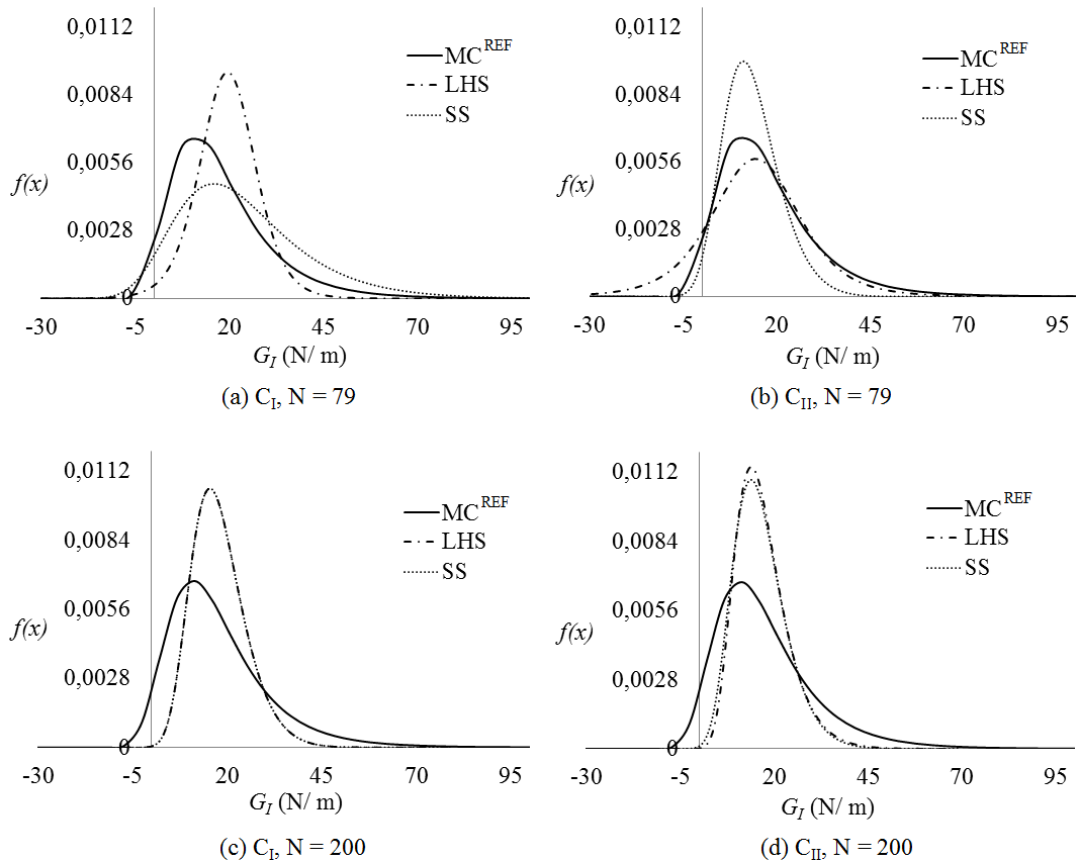 0,0112
0,0084
0,0056
f(x)
0,0028
0
-30 -5 20 45 70 95
G_I (N/ m)
MC^REF
LHS
SS
(a) C_I, N = 79
0,0112
0,0084
0,0056
f(x)
0,0028
0
-30 -5 20 45 70 95
G_I (N/ m)
MC^REF
LHS
SS
(b) C_II, N = 79
0,0112
0,0084
0,0056
f(x)
0,0028
0
-30 -5 20 45 70 95
G_I (N/ m)
MC^REF
LHS
SS
(c) C_I, N = 200
0,0112
0,0084
0,0056
f(x)
0,0028
0
-30 -5 20 45 70 95
G_I (N/ m)
MC^REF
LHS
SS
(d) C_II, N = 200